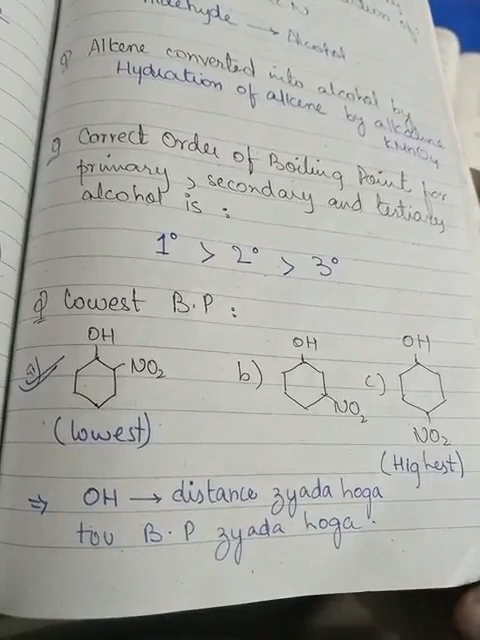 Aldehyde → Alcohol.
Q Alkene converted into alcohol by
Hydration of alkene by alkaline
KMnO4
Q Correct Order of Boiling Point for
primary, secondary and tertiary
alcohol is :
1° > 2° > 3°
Q Lowest B.P :
a) OH NO2
(lowest)
b) OH NO2
c) OH NO2
(Highest)
⇒ OH → distance zyada hoga
tou B.P zyada hoga.